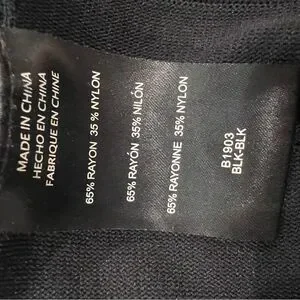 MADE IN CHINA
HECHO EN CHINA
FABRIQUE EN CHINE
65% RAYON 35% NYLON
65% RAYÓN 35% NILÓN
65% RAYONNE 35% NYLON
B1903
BLK-BLK